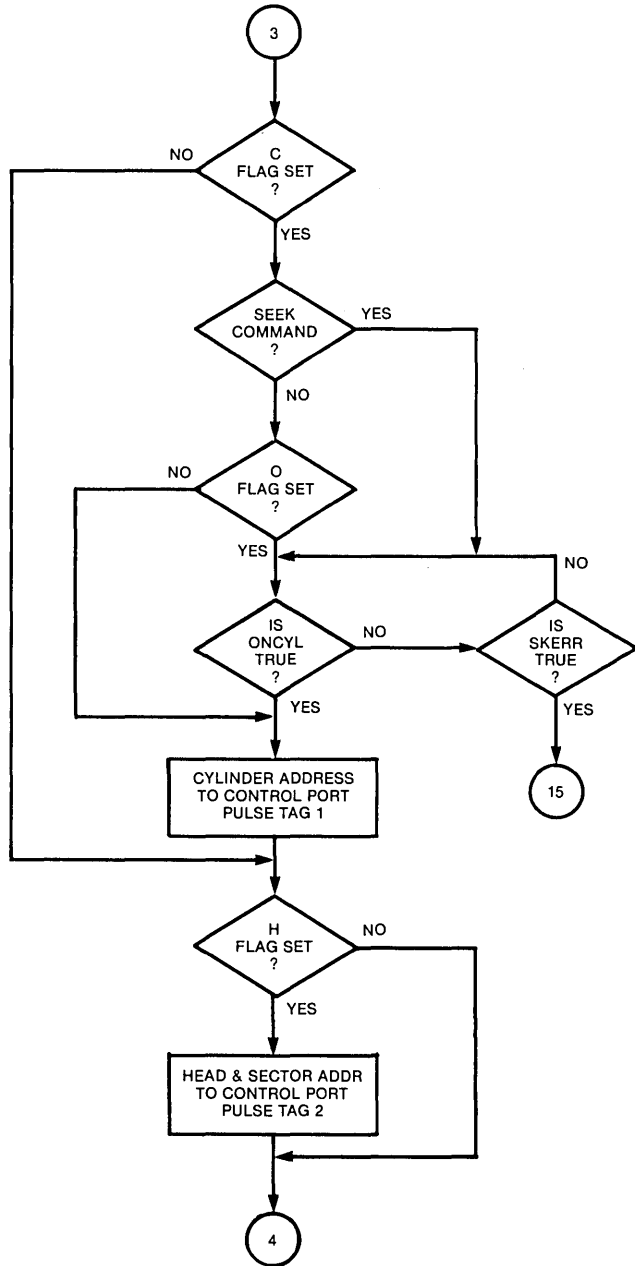 3
C
FLAG SET
?
NO
YES
SEEK
COMMAND
?
YES
NO
O
FLAG SET
?
NO
YES
IS
ONCYL
TRUE
?
NO
YES
IS
SKERR
TRUE
?
NO
YES
15
CYLINDER ADDRESS
TO CONTROL PORT
PULSE TAG 1
H
FLAG SET
?
NO
YES
HEAD & SECTOR ADDR
TO CONTROL PORT
PULSE TAG 2
4